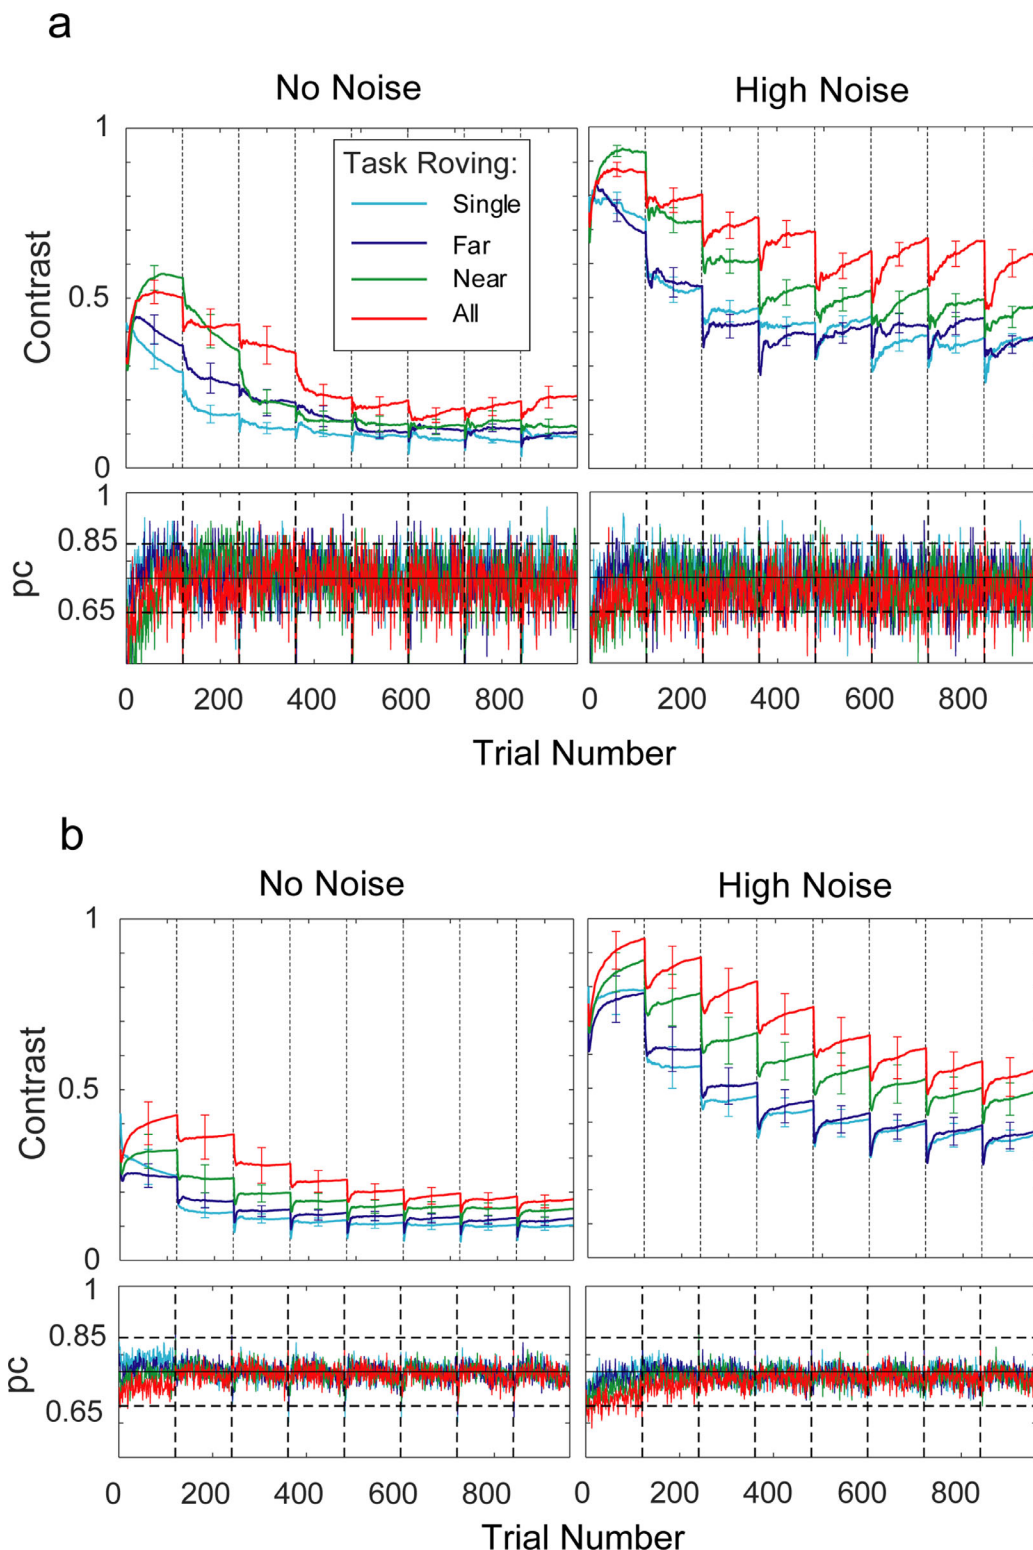 a
No Noise
High Noise
1
Contrast
0.5
0
Task Roving:
Single
Far
Near
All
1
0.85
pc
0.65
0 200 400 600 800
0 200 400 600 800
Trial Number
b
No Noise
High Noise
1
Contrast
0.5
0
1
0.85
pc
0.65
0 200 400 600 800
0 200 400 600 800
Trial Number